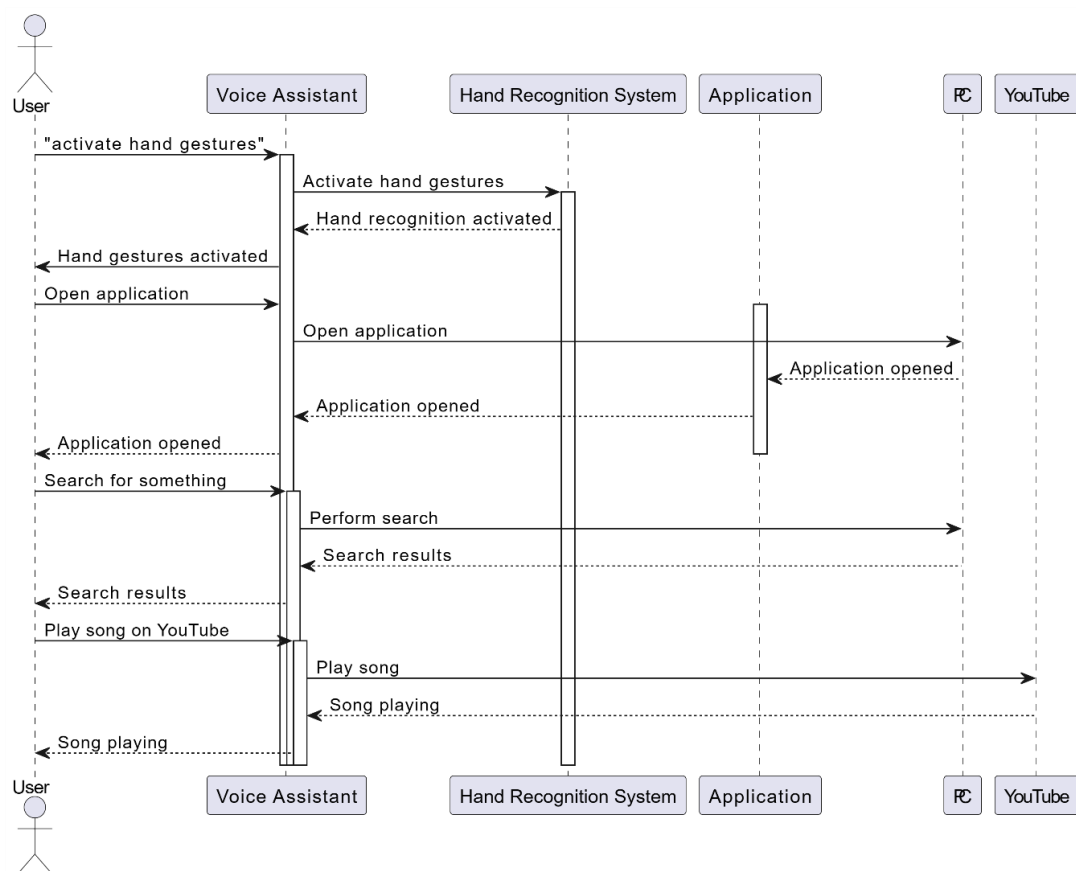 User
Voice Assistant
Hand Recognition System
Application
PC
YouTube
"activate hand gestures"
Activate hand gestures
Hand recognition activated
Hand gestures activated
Open application
Open application
Application opened
Application opened
Application opened
Search for something
Perform search
Search results
Search results
Play song on YouTube
Play song
Song playing
Song playing
User
Voice Assistant
Hand Recognition System
Application
PC
YouTube